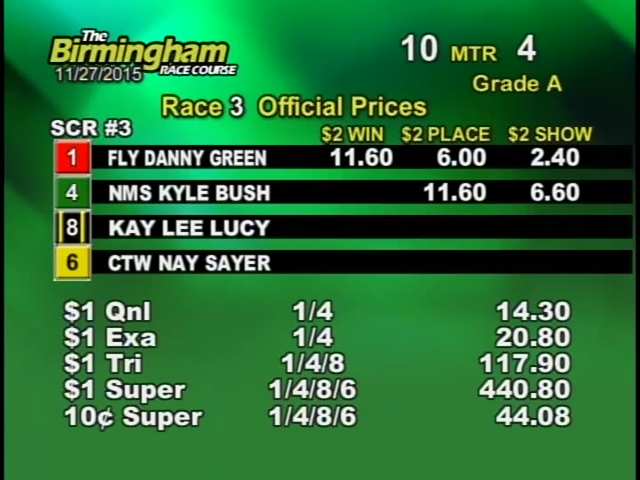 The
Birmingham
RACE COURSE
11/27/2015
10 MTR 4
Grade A
Race 3 Official Prices
SCR #3
$2 WIN $2 PLACE $2 SHOW
1 FLY DANNY GREEN 11.60 6.00 2.40
4 NMS KYLE BUSH 11.60 6.60
8 KAY LEE LUCY
6 CTW NAY SAYER
$1 Qnl 1/4 14.30
$1 Exa 1/4 20.80
$1 Tri 1/4/8 117.90
$1 Super 1/4/8/6 440.80
10¢ Super 1/4/8/6 44.08